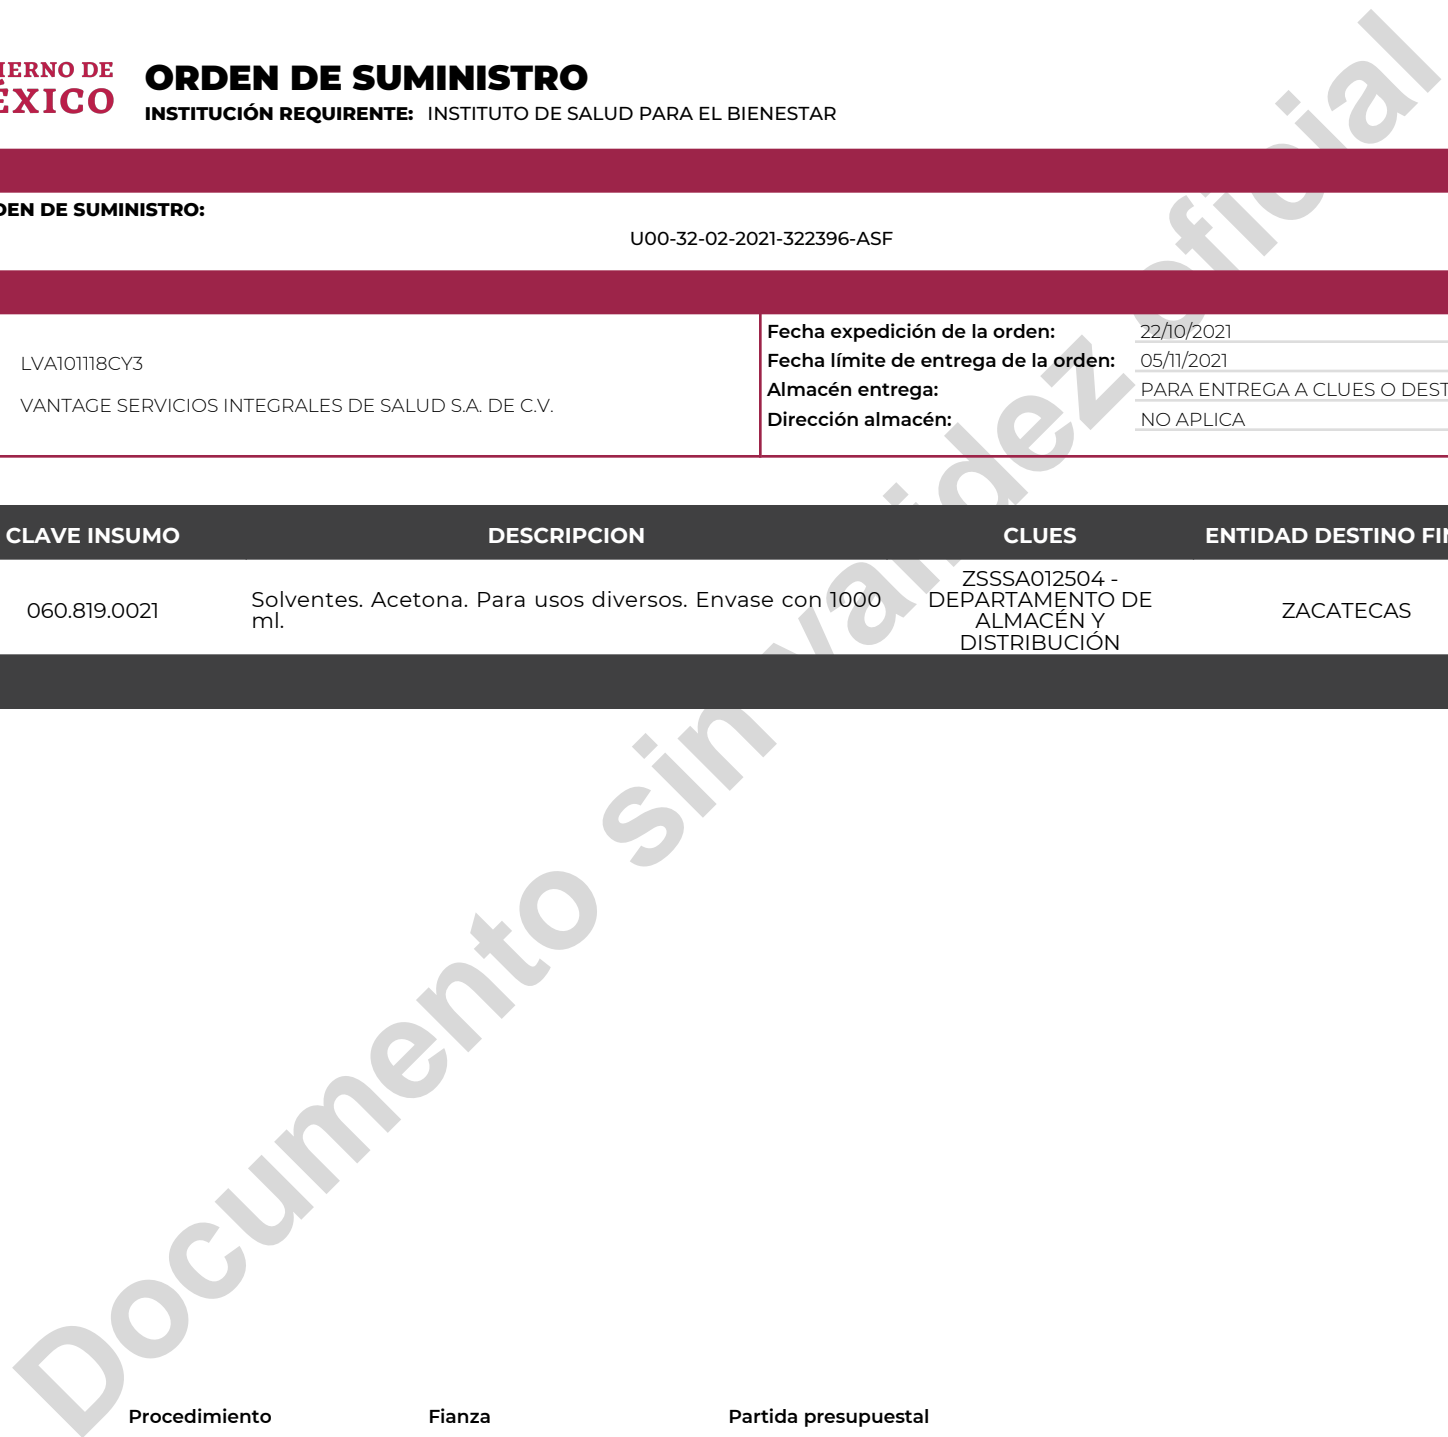 IERNO DE
ÉXICO
ORDEN DE SUMINISTRO
INSTITUCIÓN REQUIRENTE: INSTITUTO DE SALUD PARA EL BIENESTAR
DEN DE SUMINISTRO:
U00-32-02-2021-322396-ASF
LVA101118CY3
VANTAGE SERVICIOS INTEGRALES DE SALUD S.A. DE C.V.
Fecha expedición de la orden: 22/10/2021
Fecha límite de entrega de la orden: 05/11/2021
Almacén entrega: PARA ENTREGA A CLUES O DEST
Dirección almacén: NO APLICA
CLAVE INSUMO DESCRIPCION CLUES ENTIDAD DESTINO FIN
060.819.0021
Solventes. Acetona. Para usos diversos. Envase con 1000
ml.
ZSSSA012504 -
DEPARTAMENTO DE
ALMACÉN Y
DISTRIBUCIÓN
ZACATECAS
Documento sin validez oficial
Procedimiento Fianza Partida presupuestal